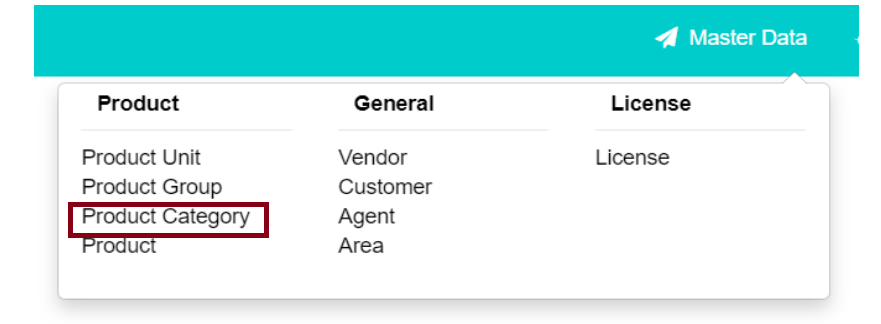 Master Data
Product
General
License
Product Unit
Vendor
License
Product Group
Customer
Product Category
Agent
Product
Area